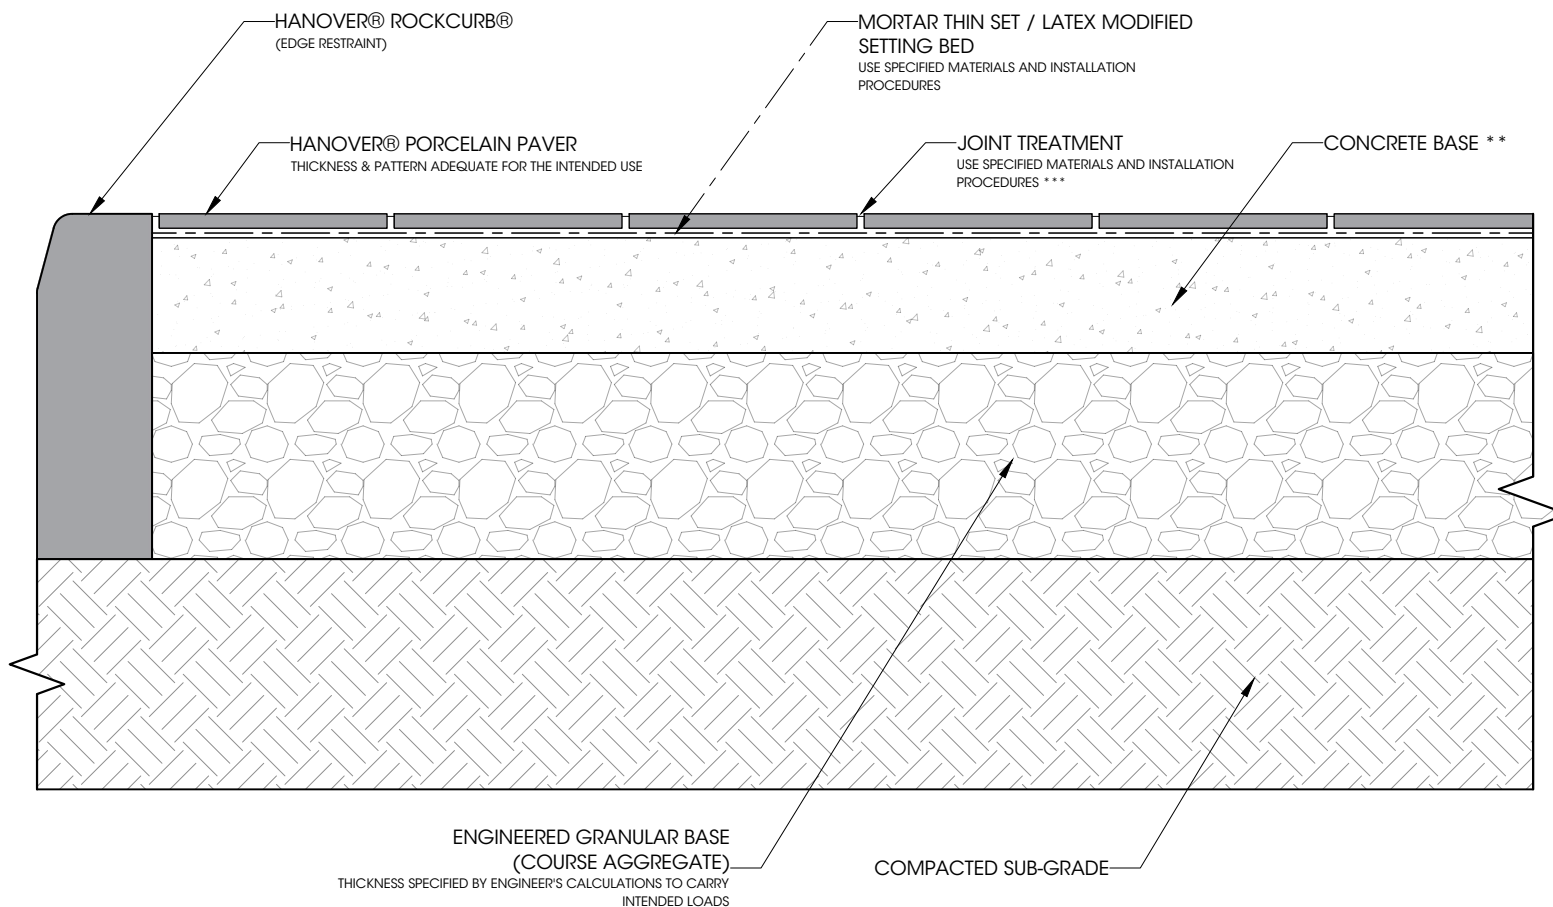 HANOVER® ROCKCURB®
(EDGE RESTRAINT)
MORTAR THIN SET / LATEX MODIFIED
SETTING BED
USE SPECIFIED MATERIALS AND INSTALLATION
PROCEDURES
HANOVER® PORCELAIN PAVER
THICKNESS & PATTERN ADEQUATE FOR THE INTENDED USE
JOINT TREATMENT
USE SPECIFIED MATERIALS AND INSTALLATION
PROCEDURES ***
CONCRETE BASE **
ENGINEERED GRANULAR BASE
(COURSE AGGREGATE)
THICKNESS SPECIFIED BY ENGINEER'S CALCULATIONS TO CARRY
INTENDED LOADS
COMPACTED SUB-GRADE